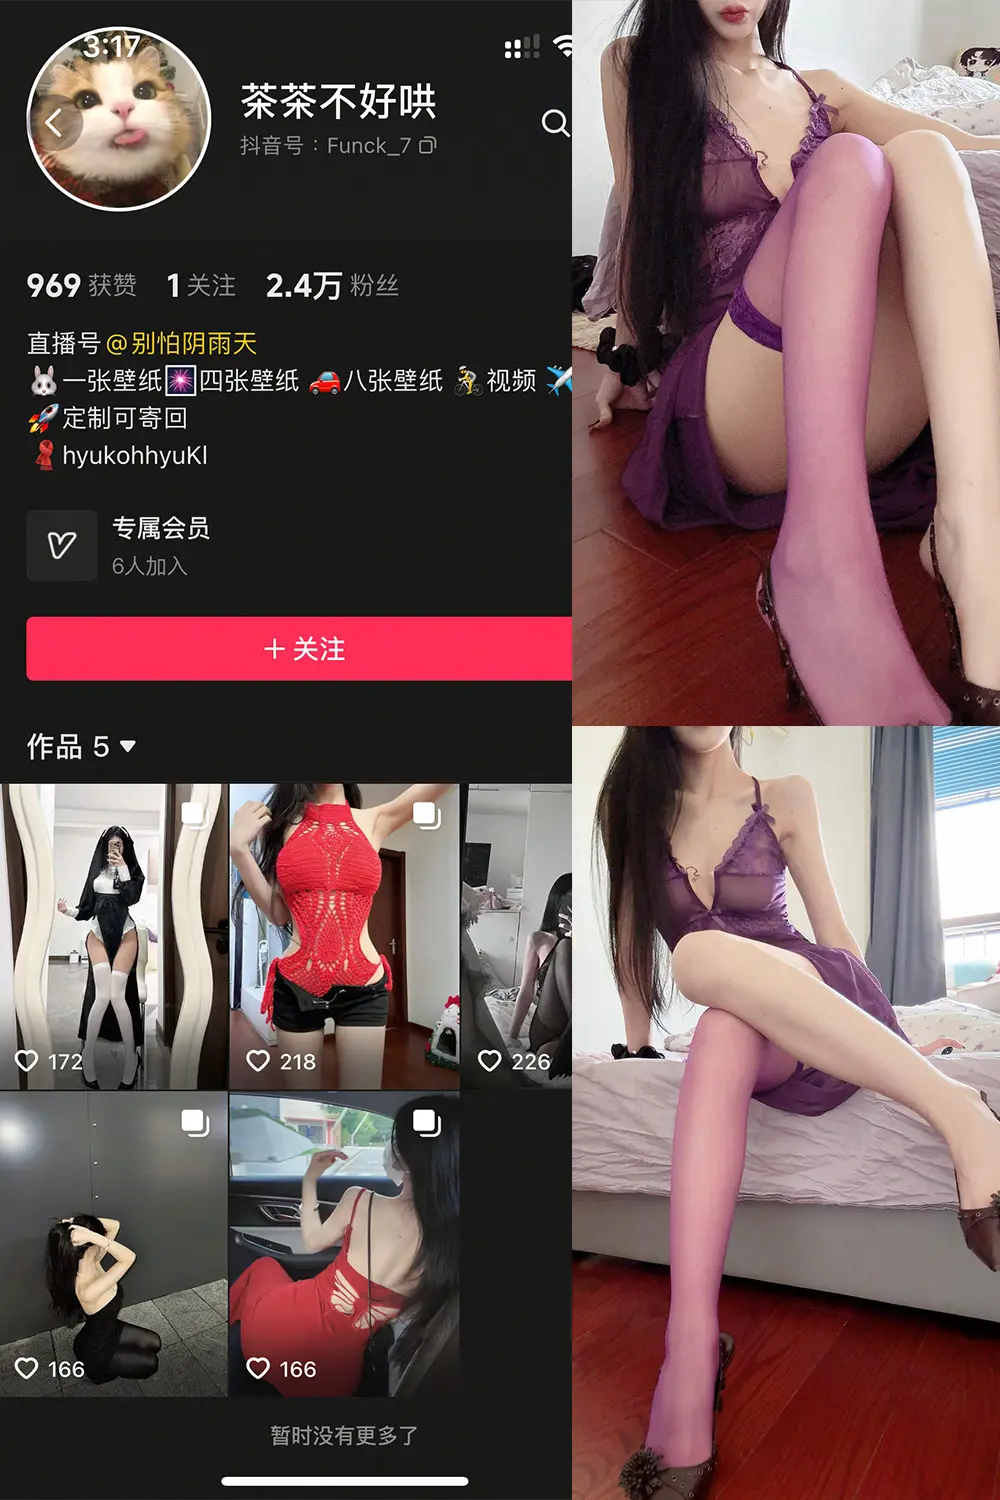 3:17
茶茶不好哄
抖音号：Funck_7
969 获赞 1 关注 2.4万 粉丝
直播号@别怕阴雨天
🐰一张壁纸🎆四张壁纸 🚗八张壁纸 🚴视频 ✈️
🚀定制可寄回
🧣hyukohhyuKl
专属会员
6人加入
+ 关注
作品 5
172
218
226
166
166
暂时没有更多了